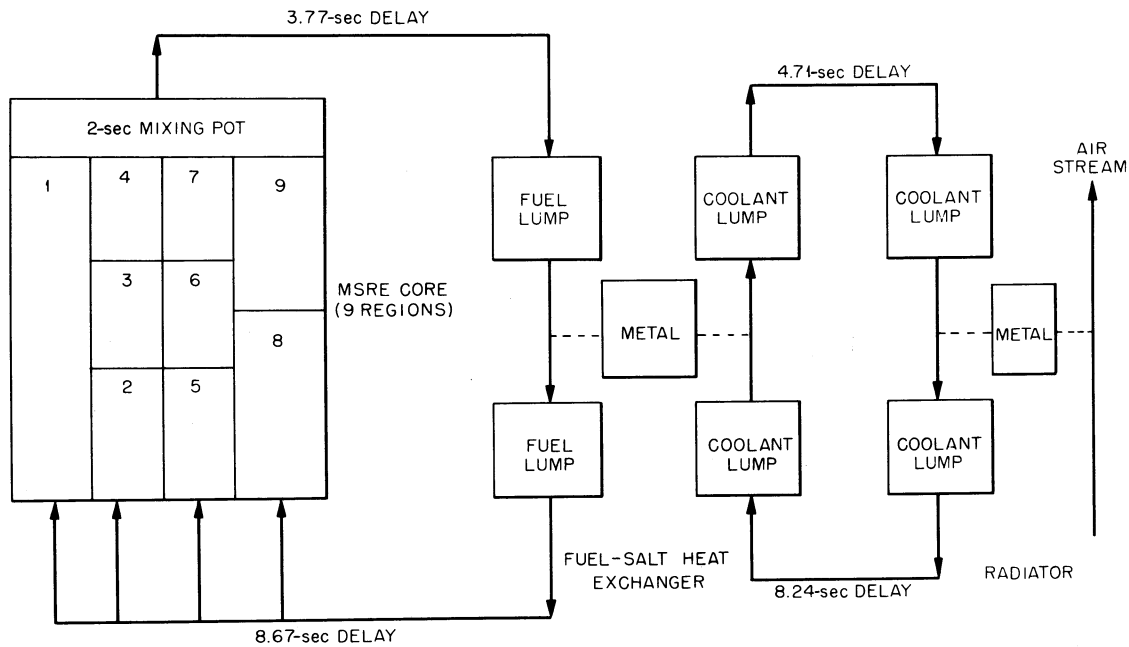 3.77-sec DELAY
4.71-sec DELAY
2-sec MIXING POT
AIR
STREAM
1
4
7
9
FUEL
LUMP
COOLANT
LUMP
COOLANT
LUMP
3
6
MSRE CORE
(9 REGIONS)
METAL
METAL
8
2
5
FUEL
LUMP
COOLANT
LUMP
COOLANT
LUMP
FUEL-SALT HEAT
EXCHANGER
RADIATOR
8.24-sec DELAY
8.67-sec DELAY